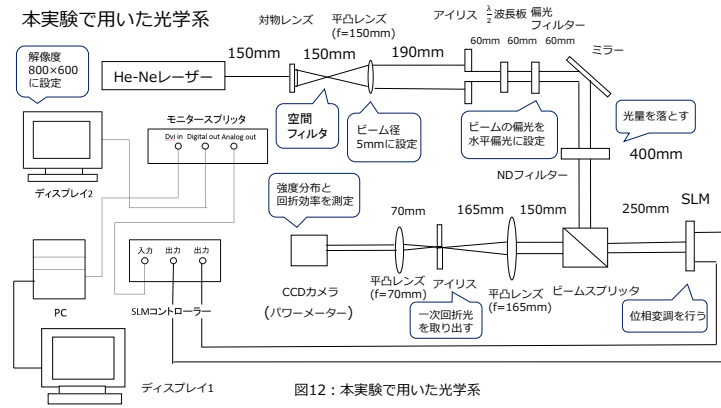 本実験で用いた光学系
解像度
800×600
に設定
He-Neレーザー
150mm
対物レンズ
150mm
平凸レンズ
(f=150mm)
190mm
アイリス
λ/2 波長板
偏光
フィルター
60mm
60mm
60mm
ミラー
空間
フィルタ
ビーム径
5mmに設定
ビームの偏光を
水平偏光に設定
光量を落とす
NDフィルター
400mm
モニタースプリッタ
Dvi in Digital out Analog out
ディスプレイ2
強度分布と
回折効率を測定
70mm
165mm
150mm
250mm
SLM
入力
出力
出力
PC
SLMコントローラー
CCDカメラ
(パワーメーター)
平凸レンズ
(f=70mm)
アイリス
平凸レンズ
(f=165mm)
ビームスプリッタ
一次回折光
を取り出す
位相変調を行う
ディスプレイ1
図12：本実験で用いた光学系